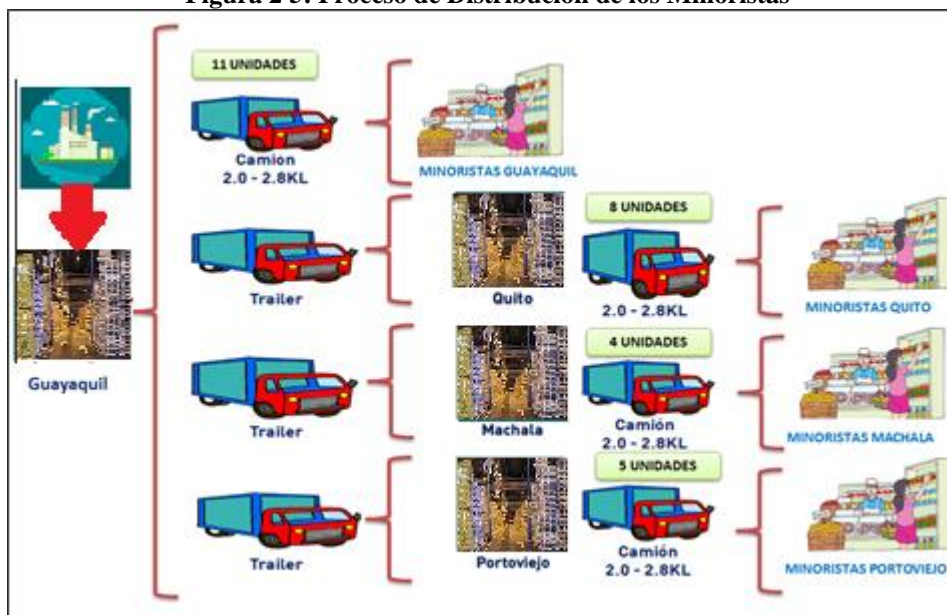 Figura 2 3: Proceso de Distribución de los Minoristas
11 UNIDADES
Camion
2.0 - 2.8KL
MINORISTAS GUAYAQUIL
Guayaquil
Trailer
Quito
8 UNIDADES
2.0 - 2.8KL
MINORISTAS QUITO
Trailer
Machala
4 UNIDADES
Camión
2.0 - 2.8KL
MINORISTAS MACHALA
Trailer
Portoviejo
5 UNIDADES
Camión
2.0 - 2.8KL
MINORISTAS PORTOVIEJO